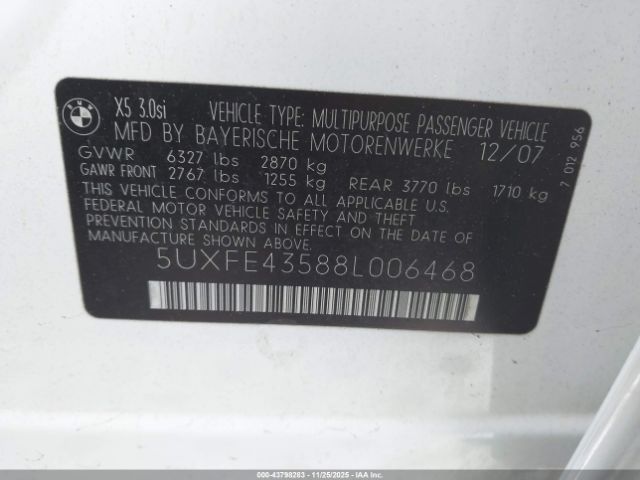 BMW
X5 3.0si VEHICLE TYPE: MULTIPURPOSE PASSENGER VEHICLE
MFD BY BAYERISCHE MOTORENWERKE 12/07
GVWR 6327 lbs 2870 kg
GAWR FRONT 2767 lbs 1255 kg REAR 3770 lbs 1710 kg
THIS VEHICLE CONFORMS TO ALL APPLICABLE U.S.
FEDERAL MOTOR VEHICLE SAFETY AND THEFT
PREVENTION STANDARDS IN EFFECT ON THE DATE OF
MANUFACTURE SHOWN ABOVE.
5UXFE43588L006468
7 012 956
000-43798263 - 11/25/2025 - IAA Inc.